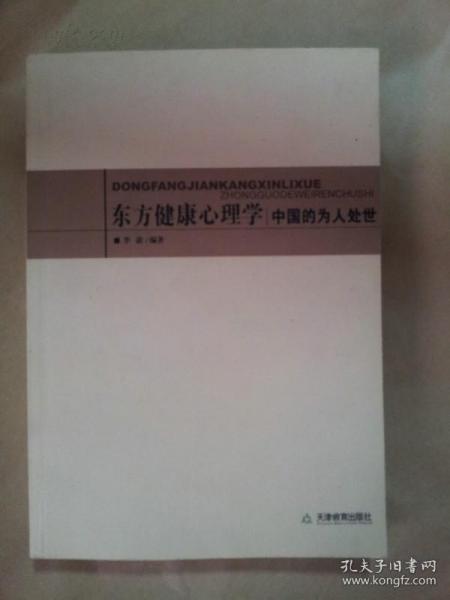 DONGFANGJIANKANGXINLIXUE
ZHONGGUODEWEIRENCHUSHI
东方健康心理学 中国的为人处世
编著
天津教育出版社
孔夫子旧书网
www.kongfz.com